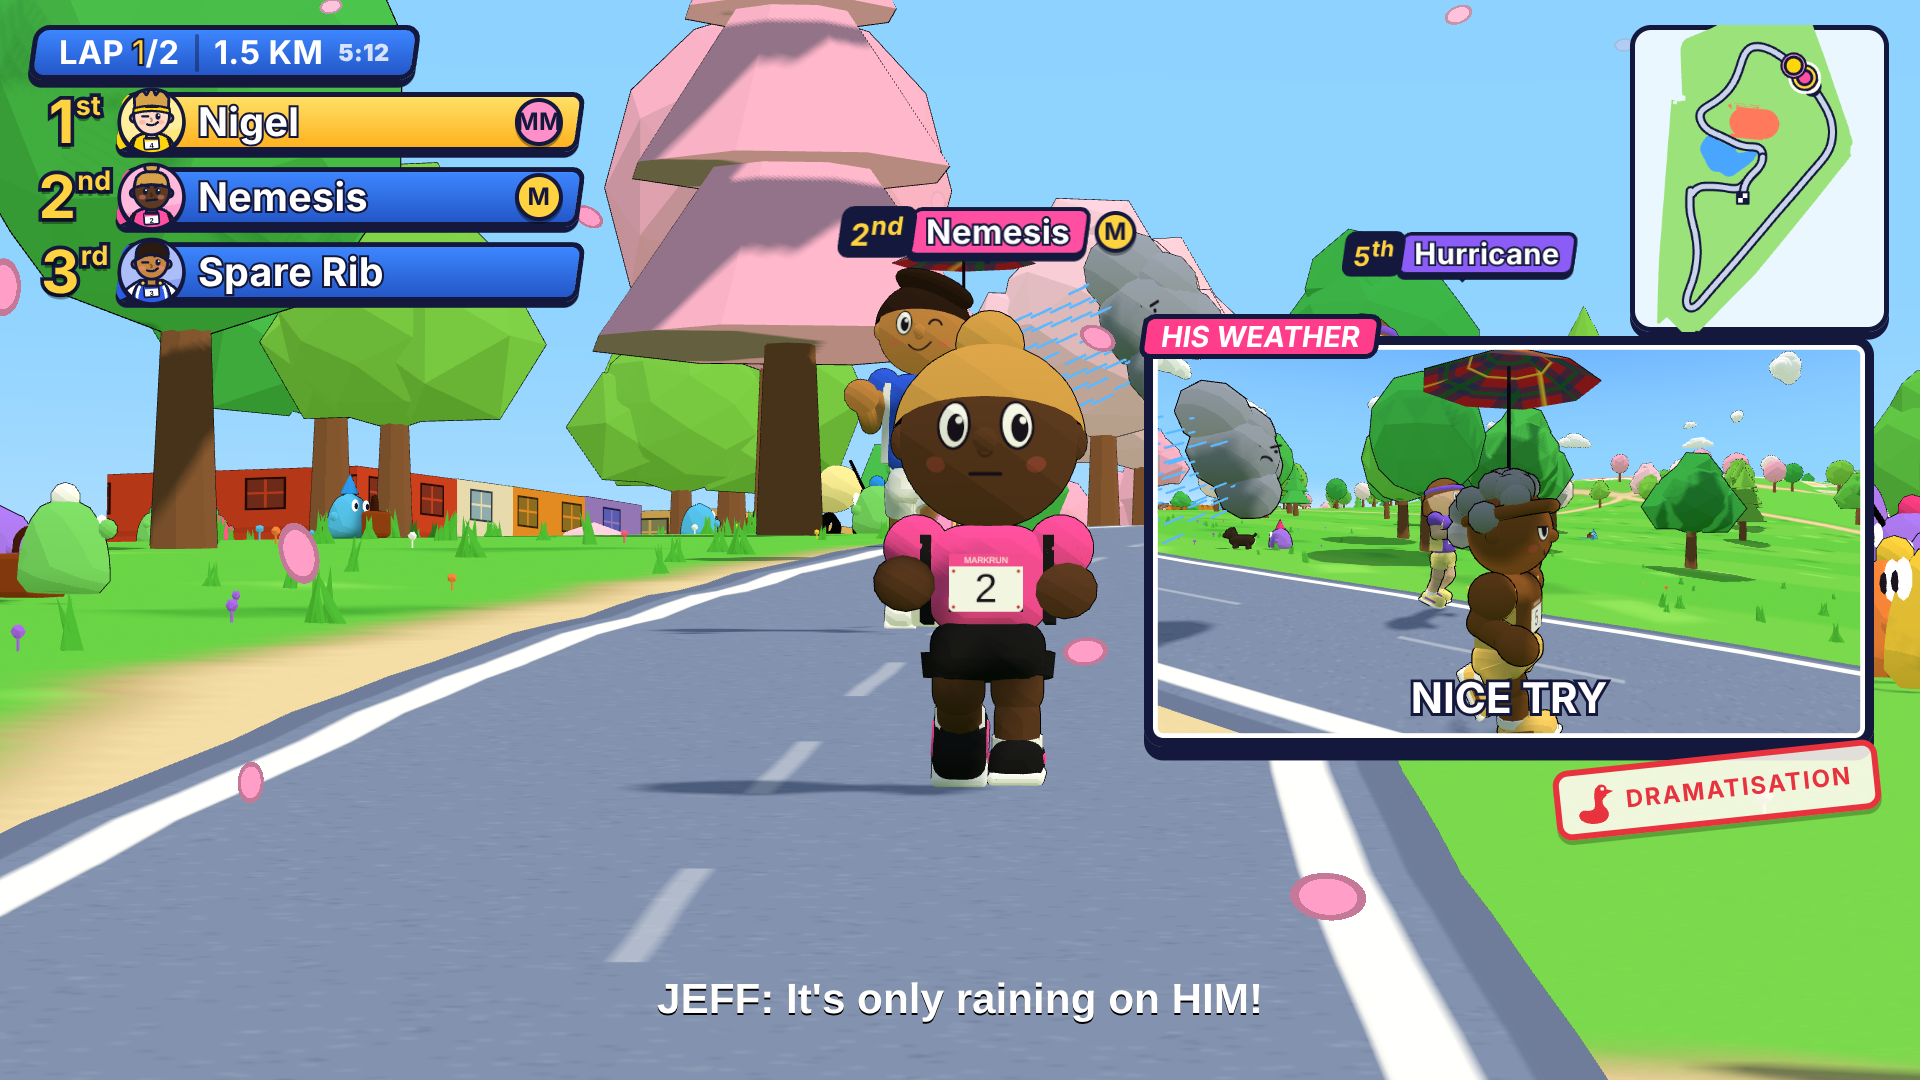 LAP 1/2 1.5 KM 5:12
1st Nigel MM
2nd Nemesis M
3rd Spare Rib
2nd Nemesis M
5th Hurricane
HIS WEATHER
MARKRUN
2
NICE TRY
DRAMATISATION
JEFF: It's only raining on HIM!